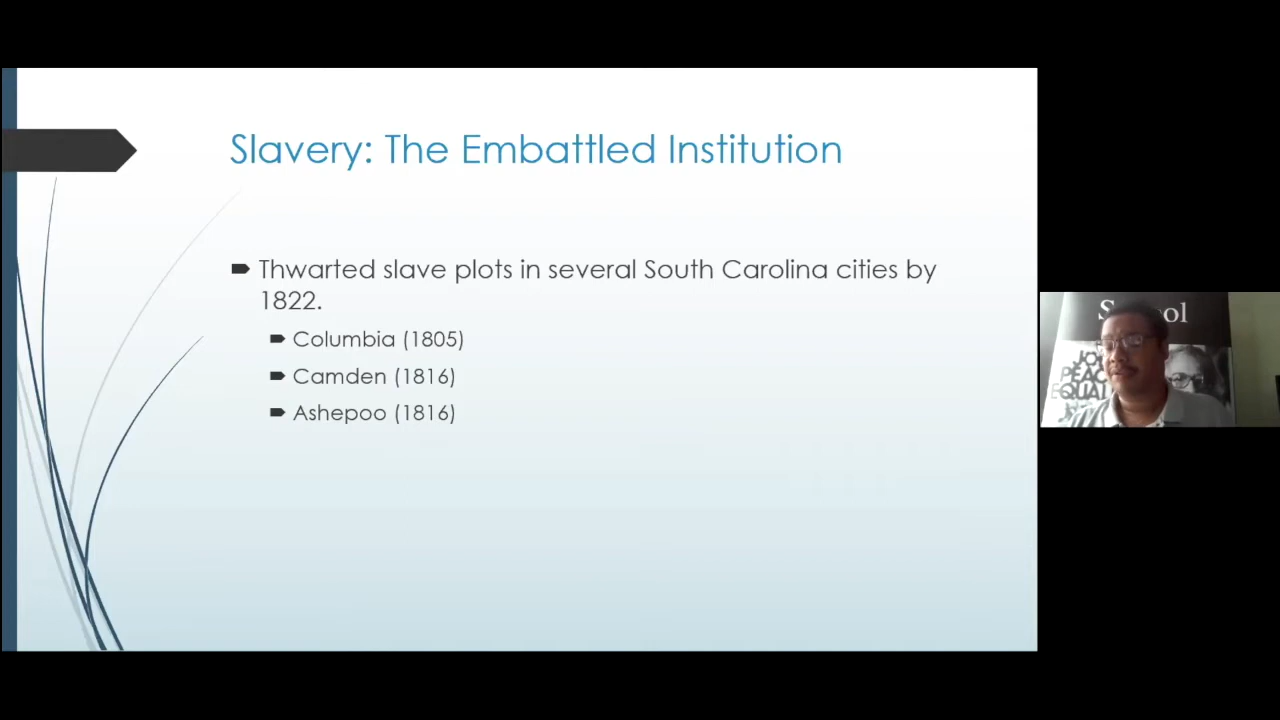 Slavery: The Embattled Institution
Thwarted slave plots in several South Carolina cities by
1822.
Columbia (1805)
Camden (1816)
Ashepoo (1816)